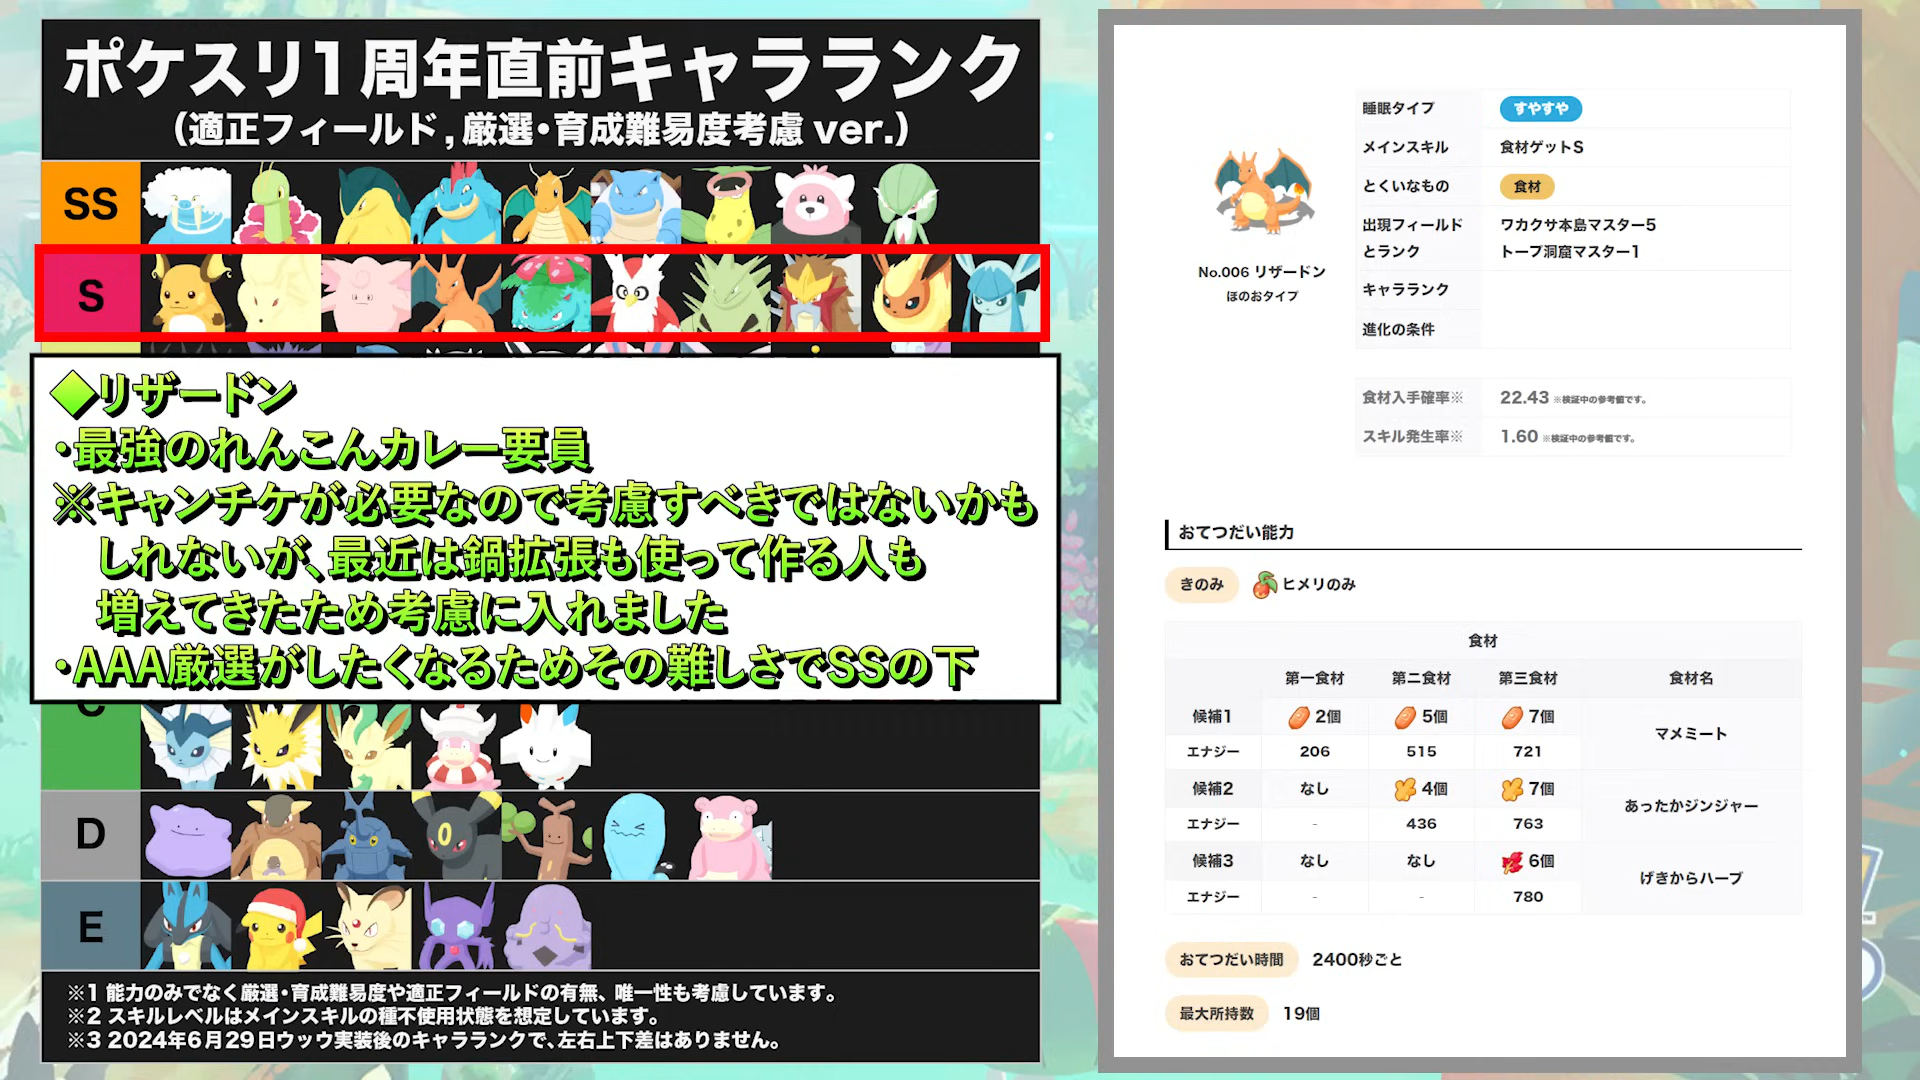 ポケスリ1周年直前キャラランク
(適正フィールド,厳選・育成難易度考慮 ver.)
SS
S
◆リザードン
・最強のれんこんカレー要員
※キャンチケが必要なので考慮すべきではないかも
しれないが、最近は鍋拡張も使って作る人も
増えてきたため考慮に入れました
・AAA厳選がしたくなるためその難しさでSSの下
C
D
E
※1 能力のみでなく厳選・育成難易度や適正フィールドの有無、唯一性も考慮しています。
※2 スキルレベルはメインスキルの種不使用状態を想定しています。
※3 2024年6月29日ウッウ実装後のキャラランクで、左右上下差はありません。
No.006 リザードン
ほのおタイプ
睡眠タイプ すやすや
メインスキル 食材ゲットS
とくいなもの 食材
出現フィールド ワカクサ本島マスター5
とランク トープ洞窟マスター1
キャラランク
進化の条件
食材入手確率※ 22.43 ※検証中の参考値です。
スキル発生率※ 1.60 ※検証中の参考値です。
おてつだい能力
きのみ ヒメリのみ
食材
第一食材 第二食材 第三食材 食材名
候補1 2個 5個 7個 マメミート
エナジー 206 515 721
候補2 なし 4個 7個 あったかジンジャー
エナジー - 436 763
候補3 なし なし 6個 げきからハーブ
エナジー - - 780
おてつだい時間 2400秒ごと
最大所持数 19個